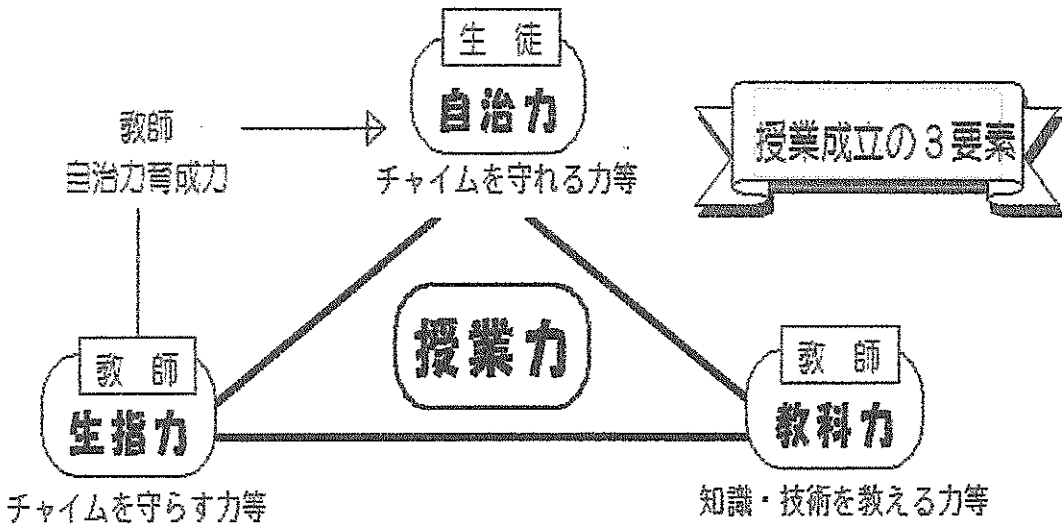 生徒
自治力
チャイムを守れる力等
授業成立の3要素
教師
自治力育成力
授業力
教師
生指力
チャイムを守らす力等
教師
教科力
知識・技術を教える力等